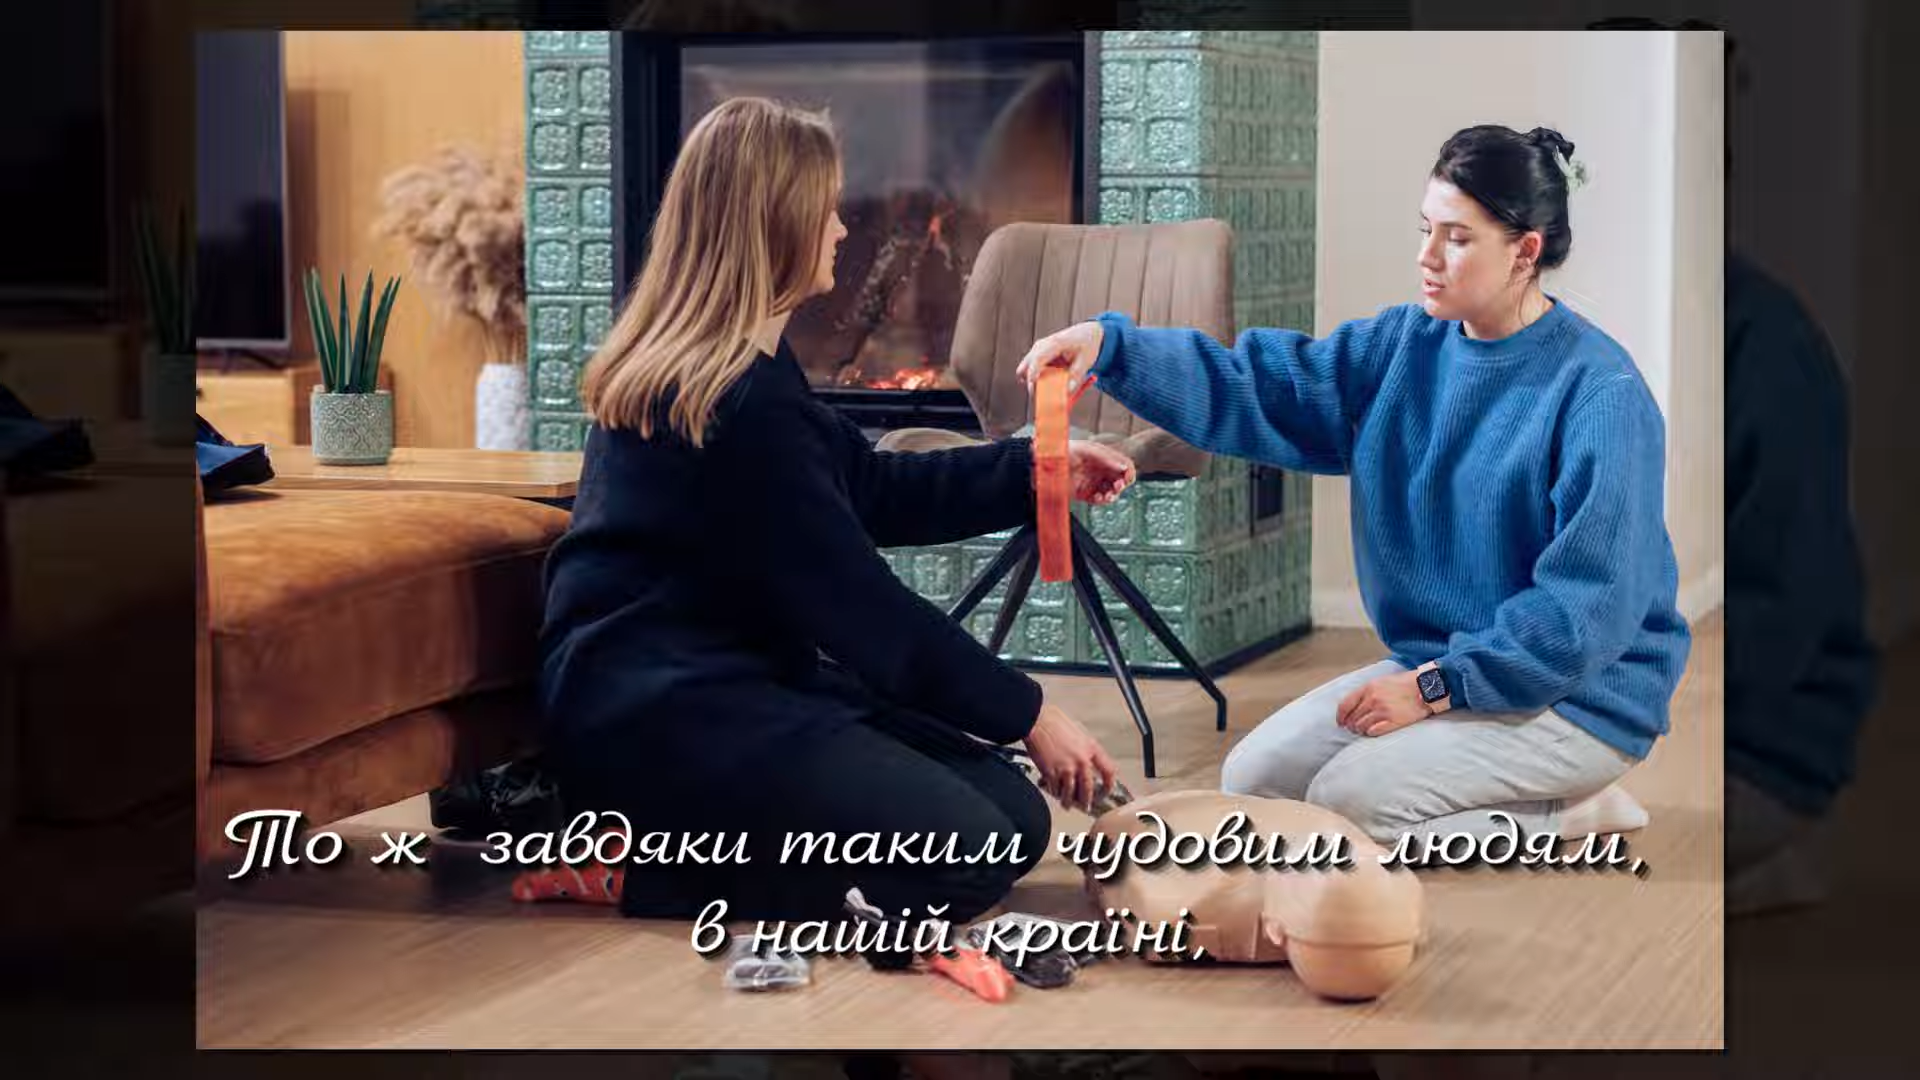 То ж завдяки таким чудовим людям,
в нашій країні,